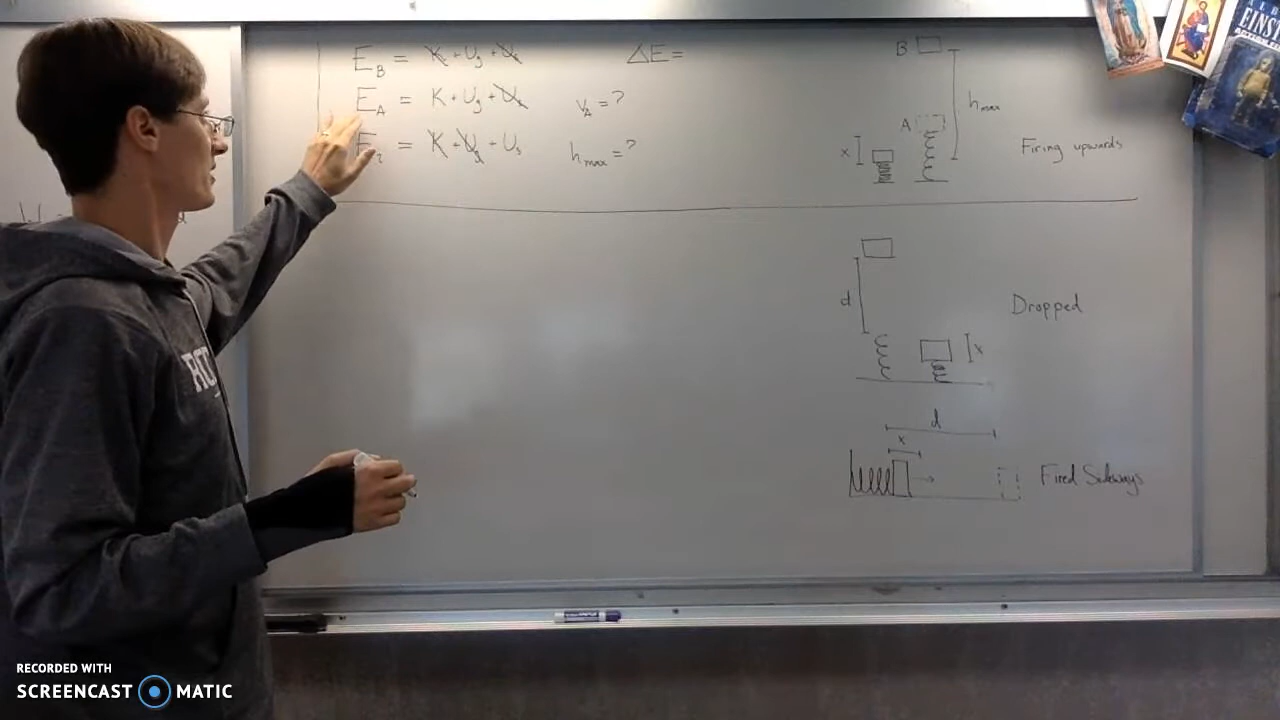 E_B = K + U_g + U_s
ΔE =
E_A = K + U_g + U_s
v_A = ?
= K + U_g + U_s
h_max = ?
B
h_max
A
x
Firing upwards
d
Dropped
x
d
x
Fired Sideways
EINST
RECORDED WITH
SCREENCAST MATIC